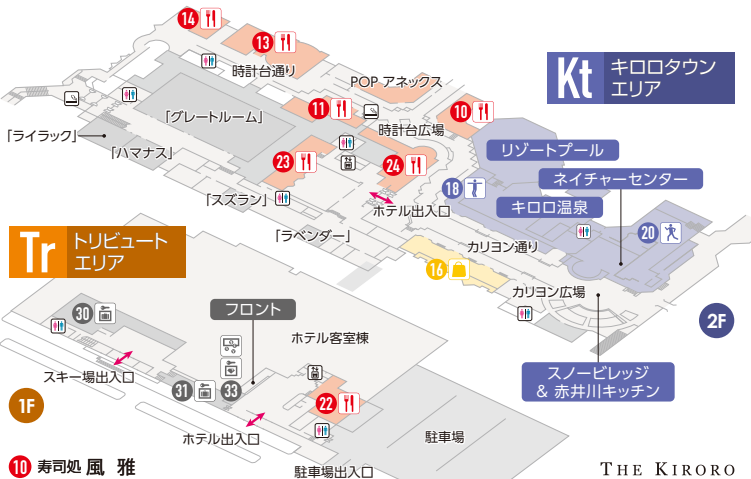 14
13
時計台通り
POP アネックス
Kt
キロロタウン
エリア
11
10
「グレートルーム」
時計台広場
「ライラック」
「ハマナス」
リゾートプール
23
24
ネイチャーセンター
18
「スズラン」
ホテル出入口
キロロ温泉
20
「ラベンダー」
カリヨン通り
Tr
トリビュート
エリア
16
カリヨン広場
30
フロント
2F
ホテル客室棟
スキー場出入口
スノービレッジ
& 赤井川キッチン
31
33
22
1F
ホテル出入口
駐車場
10 寿司処 風 雅
駐車場出入口
THE KIRORO